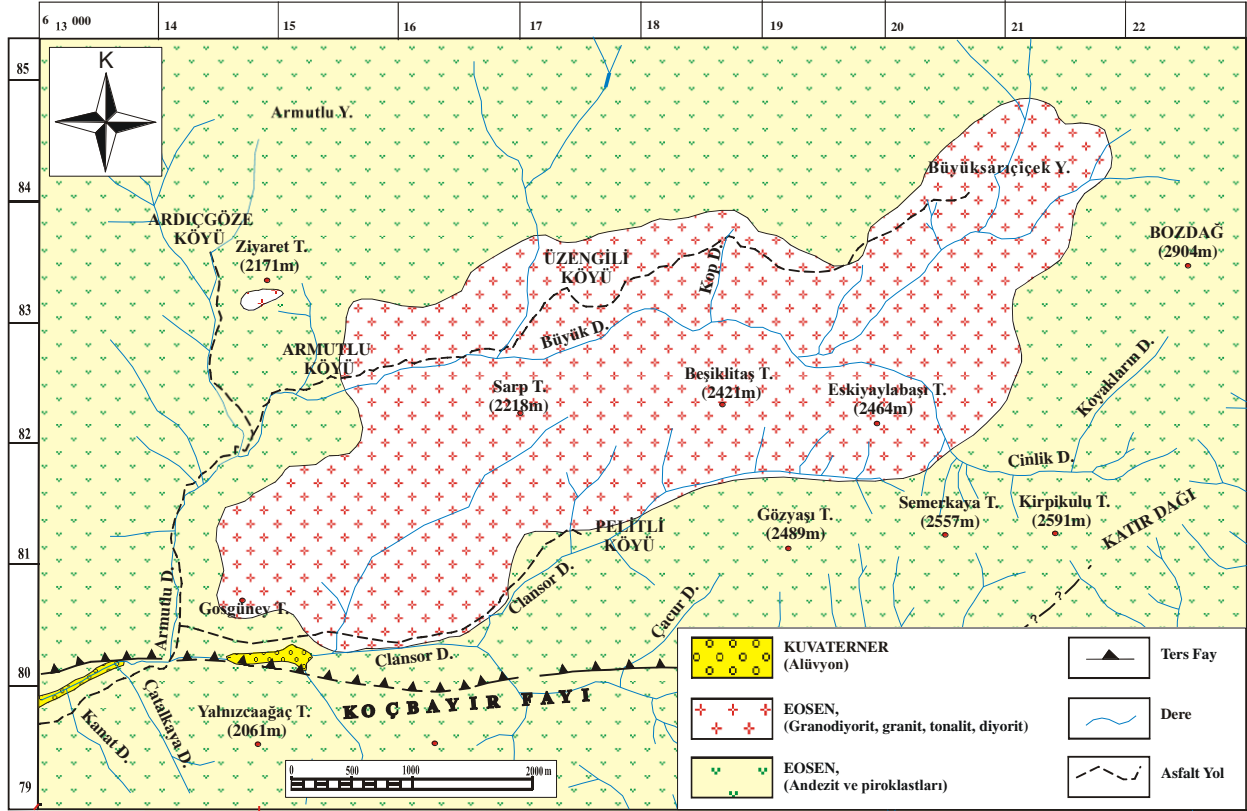 6 13 000 14 15 16 17 18 19 20 21 22
85
84
83
82
81
80
79
K
Armutlu Y.
ARDIÇGÖZE
KÖYÜ
Ziyaret T.
(2171m)
Büyüksarıçiçek Y.
BOZDAĞ
(2904m)
ÜZENGİLİ
KÖYÜ
Kop D.
Büyük D.
ARMUTLU
KÖYÜ
Sarp T.
(2218m)
Beşiklitaş T.
(2421m)
Eskiyaylabaşı T.
(2464m)
Koyakların D.
Çinlik D.
Semerkaya T.
(2557m)
Kirpikulu T.
(2591m)
KATIR DAĞI
Gözyaşı T.
(2489m)
PELİTLİ
KÖYÜ
Clansor D.
Çacur D.
Armutlu D.
Gosgüney T.
Clansor D.
?
KOÇBAYIR FAYI
Yalnızcaağaç T.
(2061m)
Kanat D.
Çatalkaya D.
0 500 1000 2000 m
KUVATERNER
(Alüvyon)
EOSEN,
(Granodiyorit, granit, tonalit, diyorit)
EOSEN,
(Andezit ve piroklastları)
Ters Fay
Dere
?
Asfalt Yol